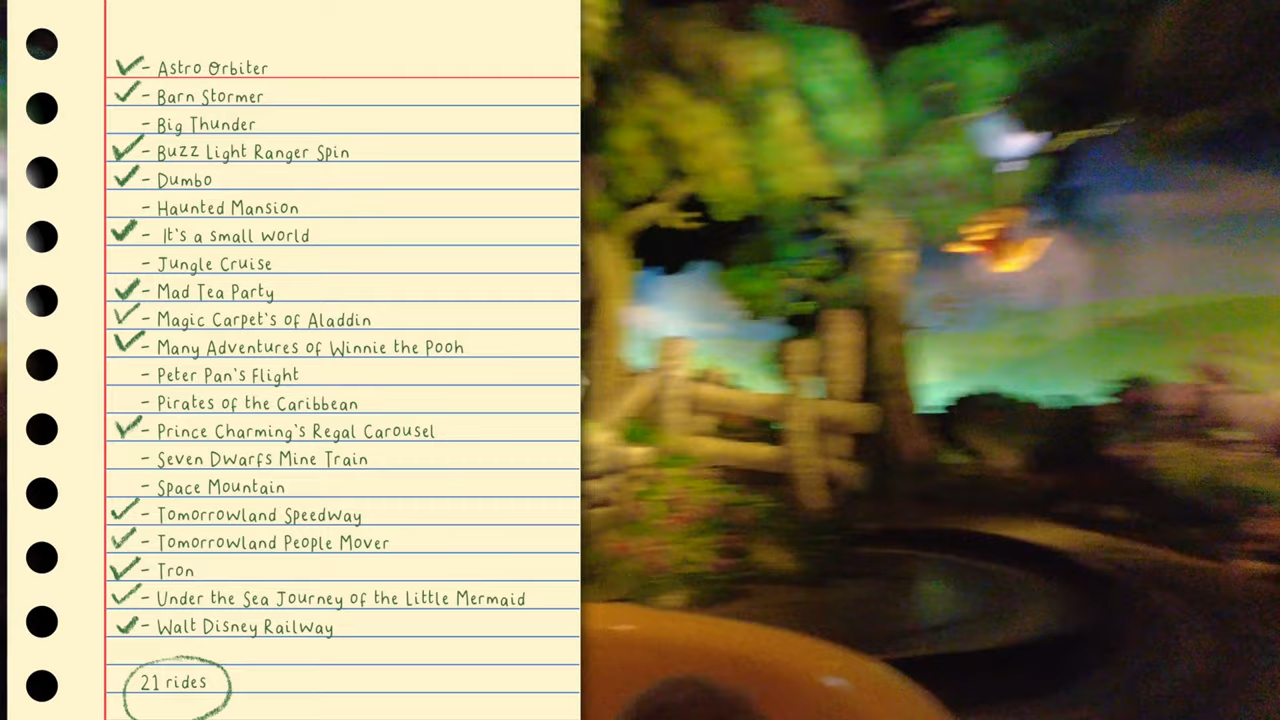 - Astro Orbiter
- Barn Stormer
- Big Thunder
- Buzz Light Ranger Spin
- Dumbo
- Haunted Mansion
- It's a small world
- Jungle Cruise
- Mad Tea Party
- Magic Carpet's of Aladdin
- Many Adventures of Winnie the Pooh
- Peter Pan's Flight
- Pirates of the Caribbean
- Prince Charming's Regal Carousel
- Seven Dwarfs Mine Train
- Space Mountain
- Tomorrowland Speedway
- Tomorrowland People Mover
- Tron
- Under the Sea Journey of the Little Mermaid
- Walt Disney Railway
21 rides